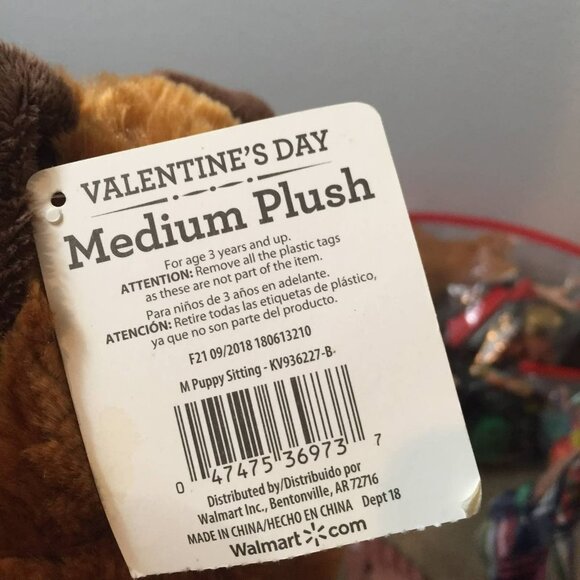 VALENTINE'S DAY
Medium Plush
For age 3 years and up.
ATTENTION: Remove all the plastic tags
as these are not part of the item.
Para niños de 3 años en adelante.
ATENCIÓN: Retire todas las etiquetas de plástico,
ya que no son parte del producto.
F21 09/2018 180613210
M Puppy Sitting - KV936227-B-
0 47475 36973 7
Distributed by/Distribuido por
Walmart Inc., Bentonville, AR 72716
MADE IN CHINA/HECHO EN CHINA Dept 18
Walmart.com